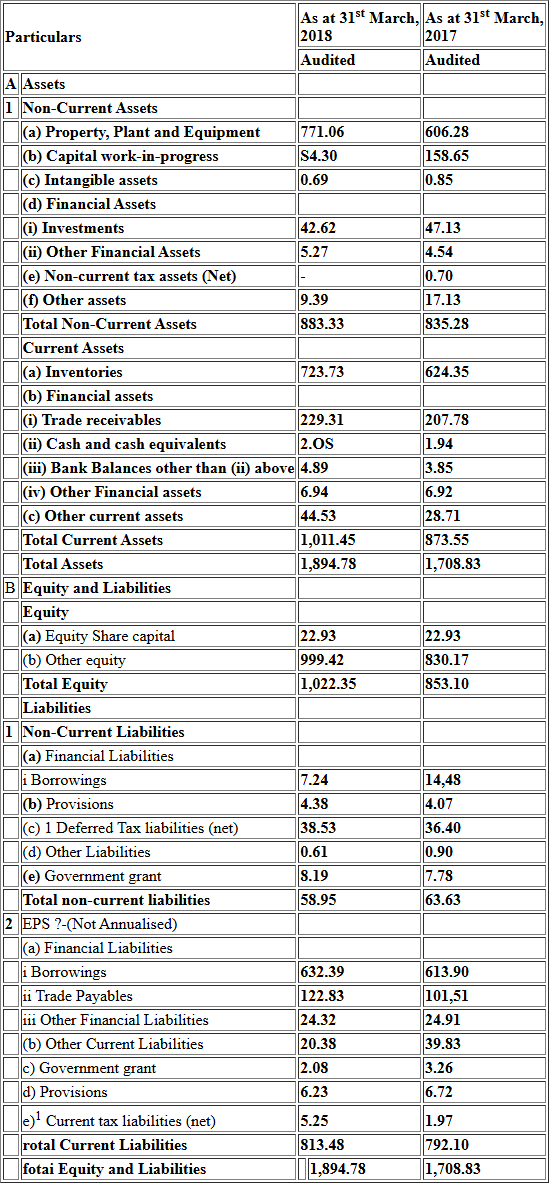 Particulars As at 31st March, 2018 As at 31st March, 2017
Audited Audited
A Assets
1 Non-Current Assets
(a) Property, Plant and Equipment 771.06 606.28
(b) Capital work-in-progress S4.30 158.65
(c) Intangible assets 0.69 0.85
(d) Financial Assets
(i) Investments 42.62 47.13
(ii) Other Financial Assets 5.27 4.54
(e) Non-current tax assets (Net) - 0.70
(f) Other assets 9.39 17.13
Total Non-Current Assets 883.33 835.28
Current Assets
(a) Inventories 723.73 624.35
(b) Financial assets
(i) Trade receivables 229.31 207.78
(ii) Cash and cash equivalents 2.OS 1.94
(iii) Bank Balances other than (ii) above 4.89 3.85
(iv) Other Financial assets 6.94 6.92
(c) Other current assets 44.53 28.71
Total Current Assets 1,011.45 873.55
Total Assets 1,894.78 1,708.83
B Equity and Liabilities
Equity
(a) Equity Share capital 22.93 22.93
(b) Other equity 999.42 830.17
Total Equity 1,022.35 853.10
Liabilities
1 Non-Current Liabilities
(a) Financial Liabilities
i Borrowings 7.24 14,48
(b) Provisions 4.38 4.07
(c) 1 Deferred Tax liabilities (net) 38.53 36.40
(d) Other Liabilities 0.61 0.90
(e) Government grant 8.19 7.78
Total non-current liabilities 58.95 63.63
2 EPS ?-(Not Annualised)
(a) Financial Liabilities
i Borrowings 632.39 613.90
ii Trade Payables 122.83 101,51
iii Other Financial Liabilities 24.32 24.91
(b) Other Current Liabilities 20.38 39.83
c) Government grant 2.08 3.26
d) Provisions 6.23 6.72
e)1 Current tax liabilities (net) 5.25 1.97
rotal Current Liabilities 813.48 792.10
fotai Equity and Liabilities 1,894.78 1,708.83